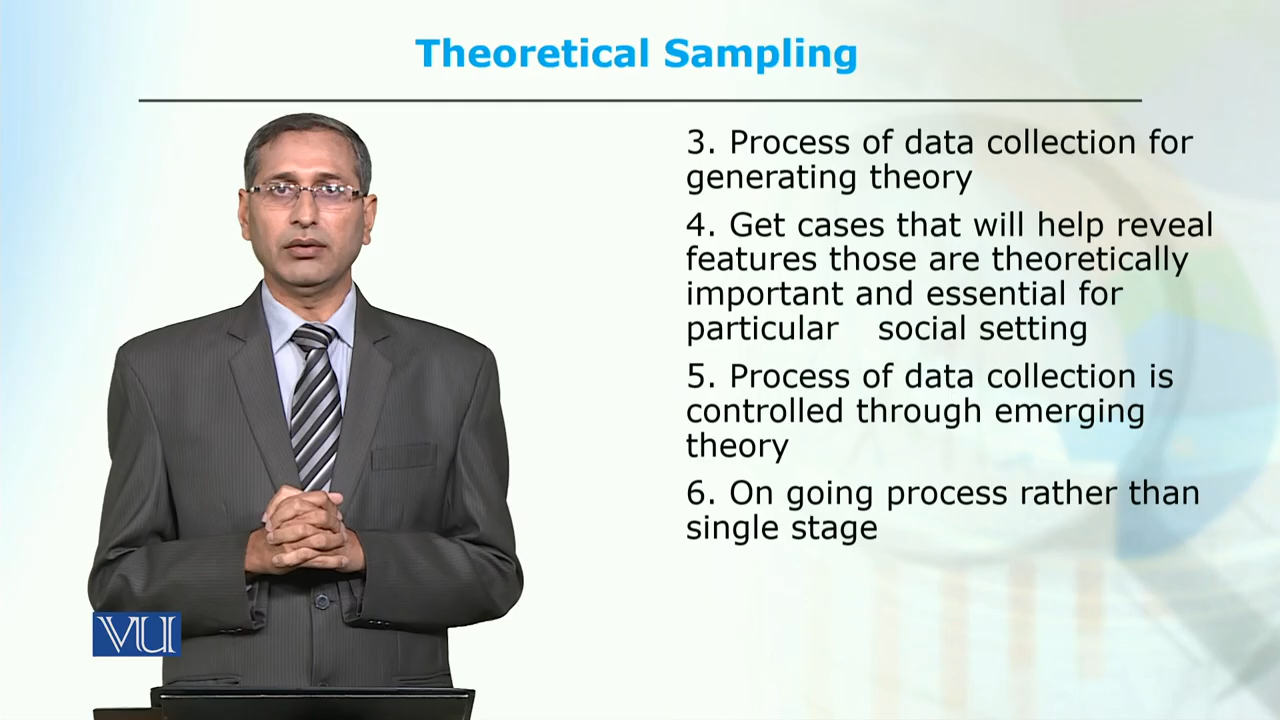 Theoretical Sampling
3. Process of data collection for
generating theory
4. Get cases that will help reveal
features those are theoretically
important and essential for
particular social setting
5. Process of data collection is
controlled through emerging
theory
6. On going process rather than
single stage
VU